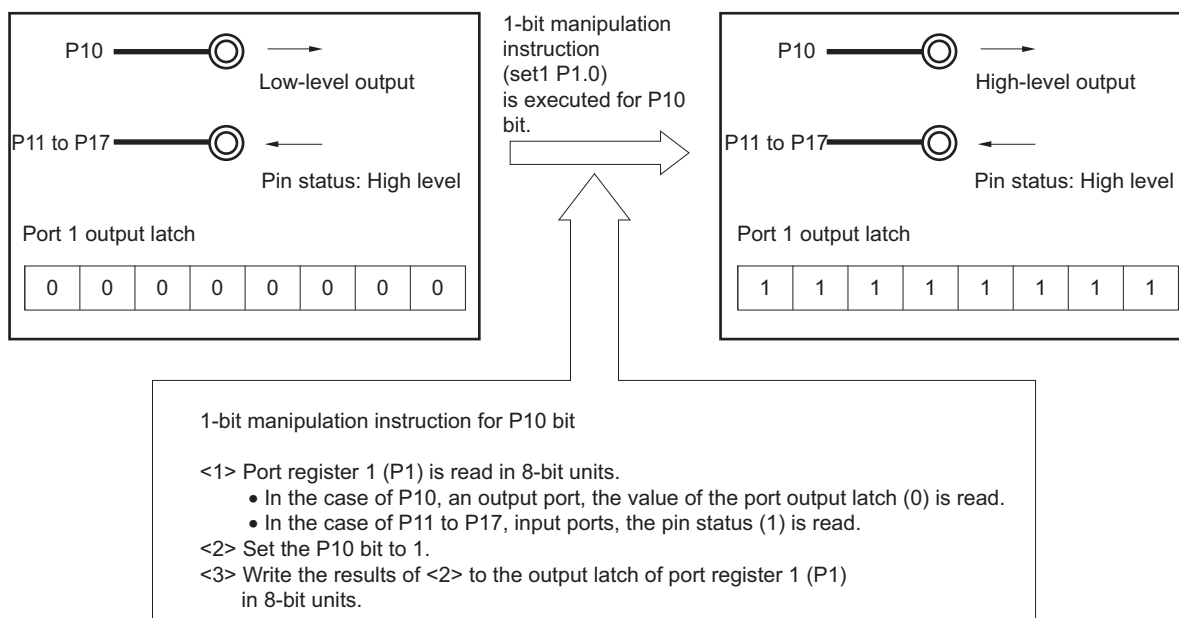 P10
Low-level output
P11 to P17
Pin status: High level
Port 1 output latch
0 0 0 0 0 0 0 0
1-bit manipulation
instruction
(set1 P1.0)
is executed for P10
bit.
P10
High-level output
P11 to P17
Pin status: High level
Port 1 output latch
1 1 1 1 1 1 1 1
1-bit manipulation instruction for P10 bit
<1> Port register 1 (P1) is read in 8-bit units.
• In the case of P10, an output port, the value of the port output latch (0) is read.
• In the case of P11 to P17, input ports, the pin status (1) is read.
<2> Set the P10 bit to 1.
<3> Write the results of <2> to the output latch of port register 1 (P1)
in 8-bit units.